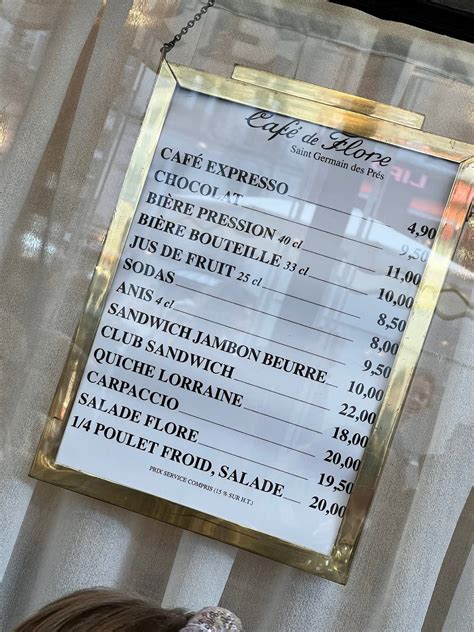 Café de Flore
Saint Germain des Prés
CAFÉ EXPRESSO 4,90
CHOCOLAT 9,50
BIÈRE PRESSION 40 cl 11,00
BIÈRE BOUTEILLE 33 cl 10,00
JUS DE FRUIT 25 cl 8,50
SODAS 8,00
ANIS 4 cl 9,50
SANDWICH JAMBON BEURRE 10,00
CLUB SANDWICH 22,00
QUICHE LORRAINE 18,00
CARPACCIO 20,00
SALADE FLORE 19,50
1/4 POULET FROID, SALADE 20,00
PRIX SERVICE COMPRIS (15 % SUR H.T.)